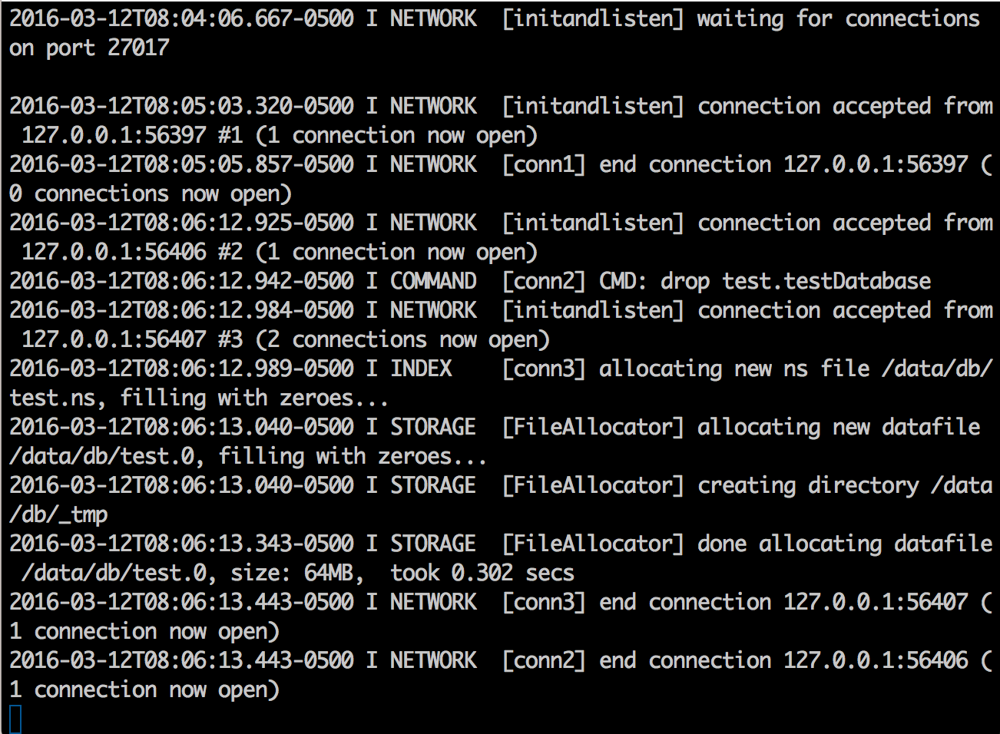 2016-03-12T08:04:06.667-0500 I NETWORK  [initandlisten] waiting for connections
on port 27017
2016-03-12T08:05:03.320-0500 I NETWORK  [initandlisten] connection accepted from
 127.0.0.1:56397 #1 (1 connection now open)
2016-03-12T08:05:05.857-0500 I NETWORK  [conn1] end connection 127.0.0.1:56397 (
0 connections now open)
2016-03-12T08:06:12.925-0500 I NETWORK  [initandlisten] connection accepted from
 127.0.0.1:56406 #2 (1 connection now open)
2016-03-12T08:06:12.942-0500 I COMMAND  [conn2] CMD: drop test.testDatabase
2016-03-12T08:06:12.984-0500 I NETWORK  [initandlisten] connection accepted from
 127.0.0.1:56407 #3 (2 connections now open)
2016-03-12T08:06:12.989-0500 I INDEX    [conn3] allocating new ns file /data/db/
test.ns, filling with zeroes...
2016-03-12T08:06:13.040-0500 I STORAGE  [FileAllocator] allocating new datafile
/data/db/test.0, filling with zeroes...
2016-03-12T08:06:13.040-0500 I STORAGE  [FileAllocator] creating directory /data
/db/_tmp
2016-03-12T08:06:13.343-0500 I STORAGE  [FileAllocator] done allocating datafile
 /data/db/test.0, size: 64MB,  took 0.302 secs
2016-03-12T08:06:13.443-0500 I NETWORK  [conn3] end connection 127.0.0.1:56407 (
1 connection now open)
2016-03-12T08:06:13.443-0500 I NETWORK  [conn2] end connection 127.0.0.1:56406 (
1 connection now open)